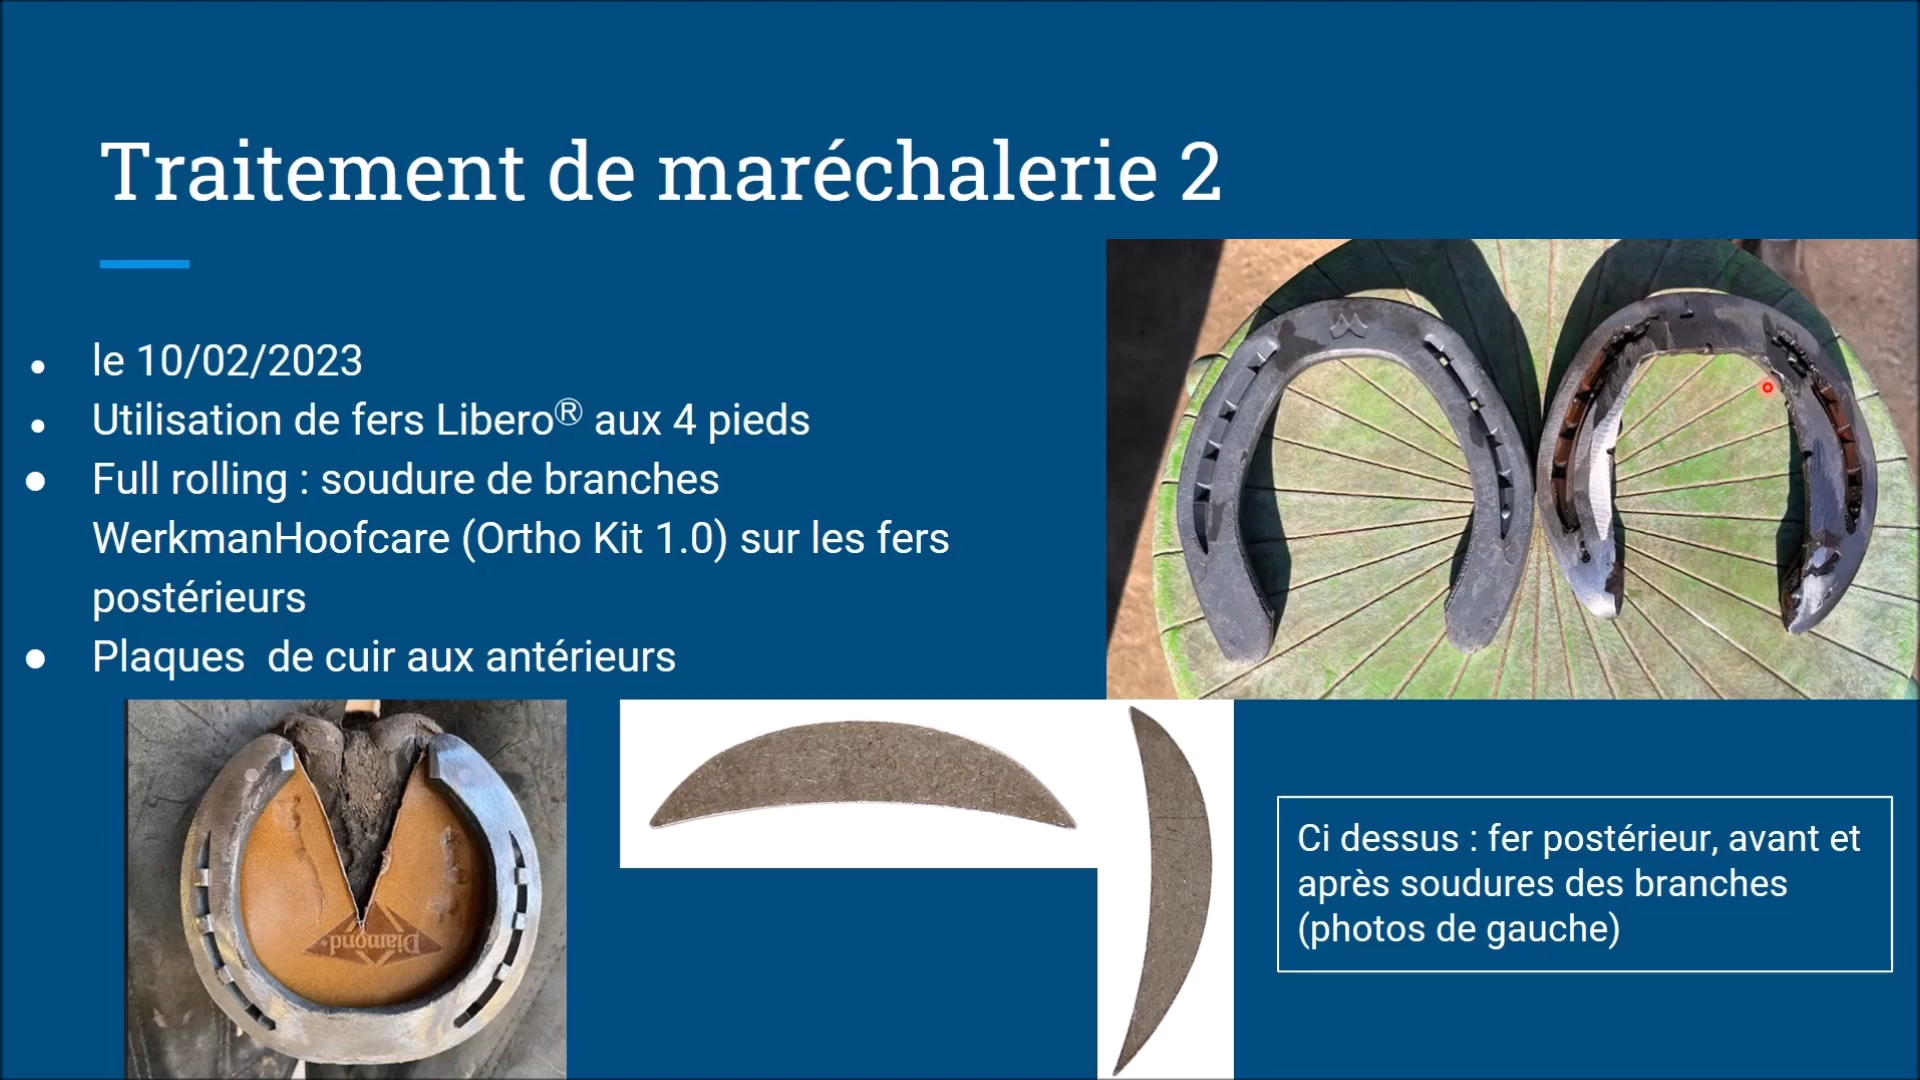 Traitement de maréchalerie 2
le 10/02/2023
Utilisation de fers Libero® aux 4 pieds
Full rolling : soudure de branches
WerkmanHoofcare (Ortho Kit 1.0) sur les fers
postérieurs
Plaques de cuir aux antérieurs
Diamond
Ci dessus : fer postérieur, avant et
après soudures des branches
(photos de gauche)